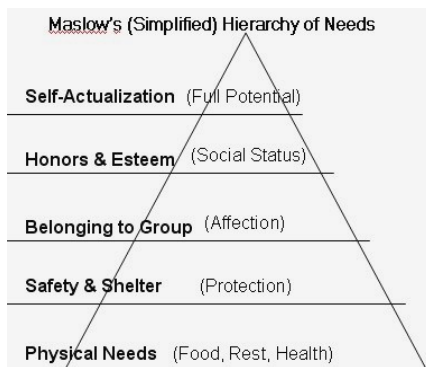 Maslow's (Simplified) Hierarchy of Needs
Self-Actualization (Full Potential)
Honors & Esteem (Social Status)
Belonging to Group (Affection)
Safety & Shelter (Protection)
Physical Needs (Food, Rest, Health)